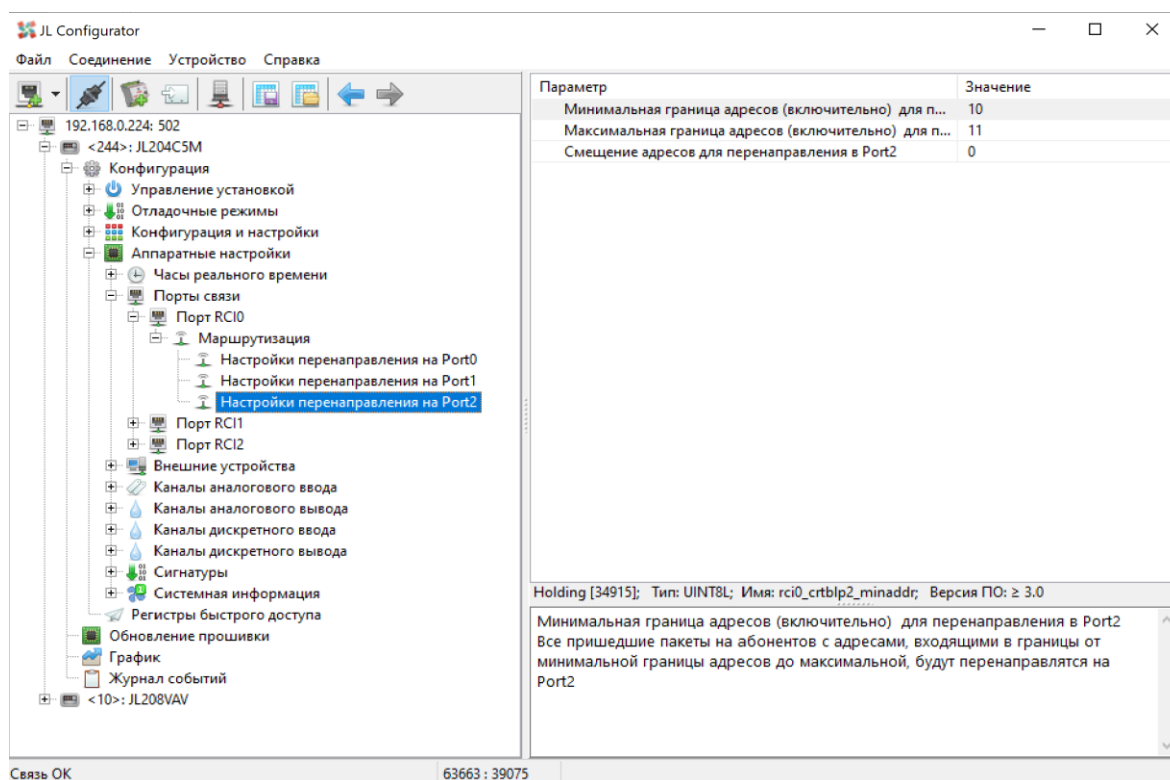 JL Configurator
Файл Соединение Устройство Справка
192.168.0.224: 502
<244>: JL204C5M
Конфигурация
Управление установкой
Отладочные режимы
Конфигурация и настройки
Аппаратные настройки
Часы реального времени
Порты связи
Порт RCI0
Маршрутизация
Настройки перенаправления на Port0
Настройки перенаправления на Port1
Настройки перенаправления на Port2
Порт RCI1
Порт RCI2
Внешние устройства
Каналы аналогового ввода
Каналы аналогового вывода
Каналы дискретного ввода
Каналы дискретного вывода
Сигнатуры
Системная информация
Регистры быстрого доступа
Обновление прошивки
График
Журнал событий
<10>: JL208VAV
Параметр Значение
Минимальная граница адресов (включительно) для п... 10
Максимальная граница адресов (включительно) для п... 11
Смещение адресов для перенаправления в Port2 0
Holding [34915]; Тип: UINT8L; Имя: rci0_crtblp2_minaddr; Версия ПО: ≥ 3.0
Минимальная граница адресов (включительно) для перенаправления в Port2
Все пришедшие пакеты на абонентов с адресами, входящими в границы от
минимальной границы адресов до максимальной, будут перенаправлятся на
Port2
Связь OK 63663 : 39075